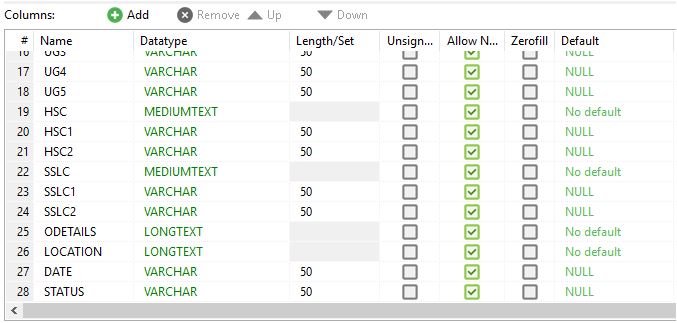 Columns: Add Remove Up Down
# Name Datatype Length/Set Unsign... Allow N... Zerofill Default
16 UG3 VARCHAR 50 NULL
17 UG4 VARCHAR 50 NULL
18 UG5 VARCHAR 50 NULL
19 HSC MEDIUMTEXT No default
20 HSC1 VARCHAR 50 NULL
21 HSC2 VARCHAR 50 NULL
22 SSLC MEDIUMTEXT No default
23 SSLC1 VARCHAR 50 NULL
24 SSLC2 VARCHAR 50 NULL
25 ODETAILS LONGTEXT No default
26 LOCATION LONGTEXT No default
27 DATE VARCHAR 50 NULL
28 STATUS VARCHAR 50 NULL